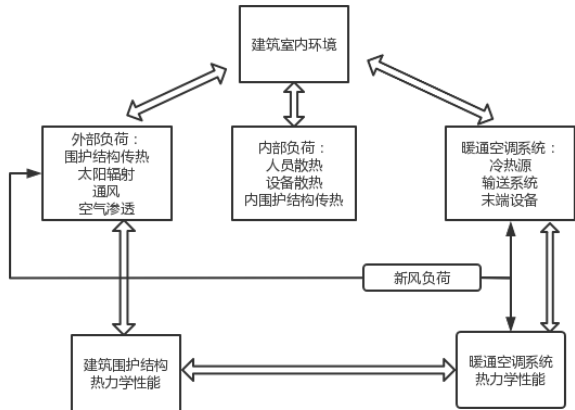 建筑室内环境
外部负荷：
围护结构传热
太阳辐射
通风
空气渗透
内部负荷：
人员散热
设备散热
内围护结构传热
暖通空调系统：
冷热源
输送系统
末端设备
新风负荷
建筑围护结构
热力学性能
暖通空调系统
热力学性能